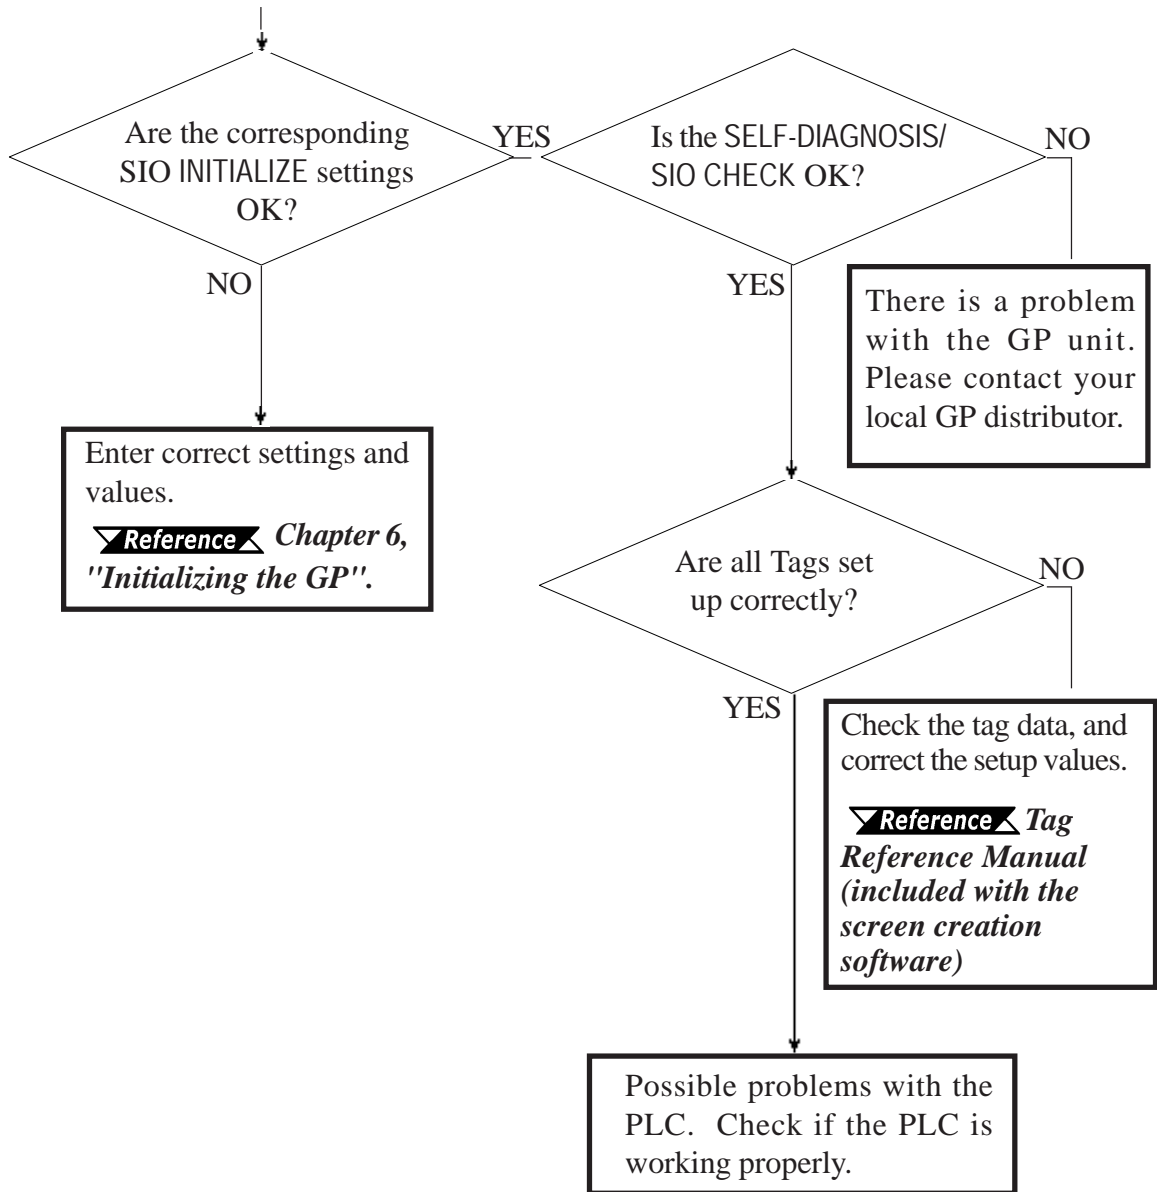 Are the corresponding
SIO INITIALIZE settings
OK?
YES
Is the SELF-DIAGNOSIS/
SIO CHECK OK?
NO
NO
YES
There is a problem
with the GP unit.
Please contact your
local GP distributor.
Enter correct settings and
values.
Reference Chapter 6,
"Initializing the GP".
Are all Tags set
up correctly?
NO
YES
Check the tag data, and
correct the setup values.
Reference Tag
Reference Manual
(included with the
screen creation
software)
Possible problems with the
PLC. Check if the PLC is
working properly.